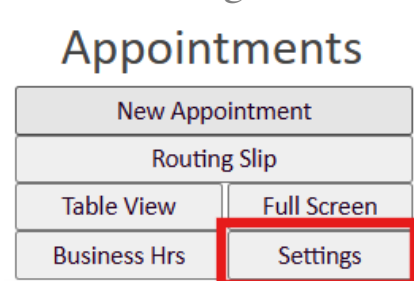 Appointments
New Appointment
Routing Slip
Table View Full Screen
Business Hrs Settings